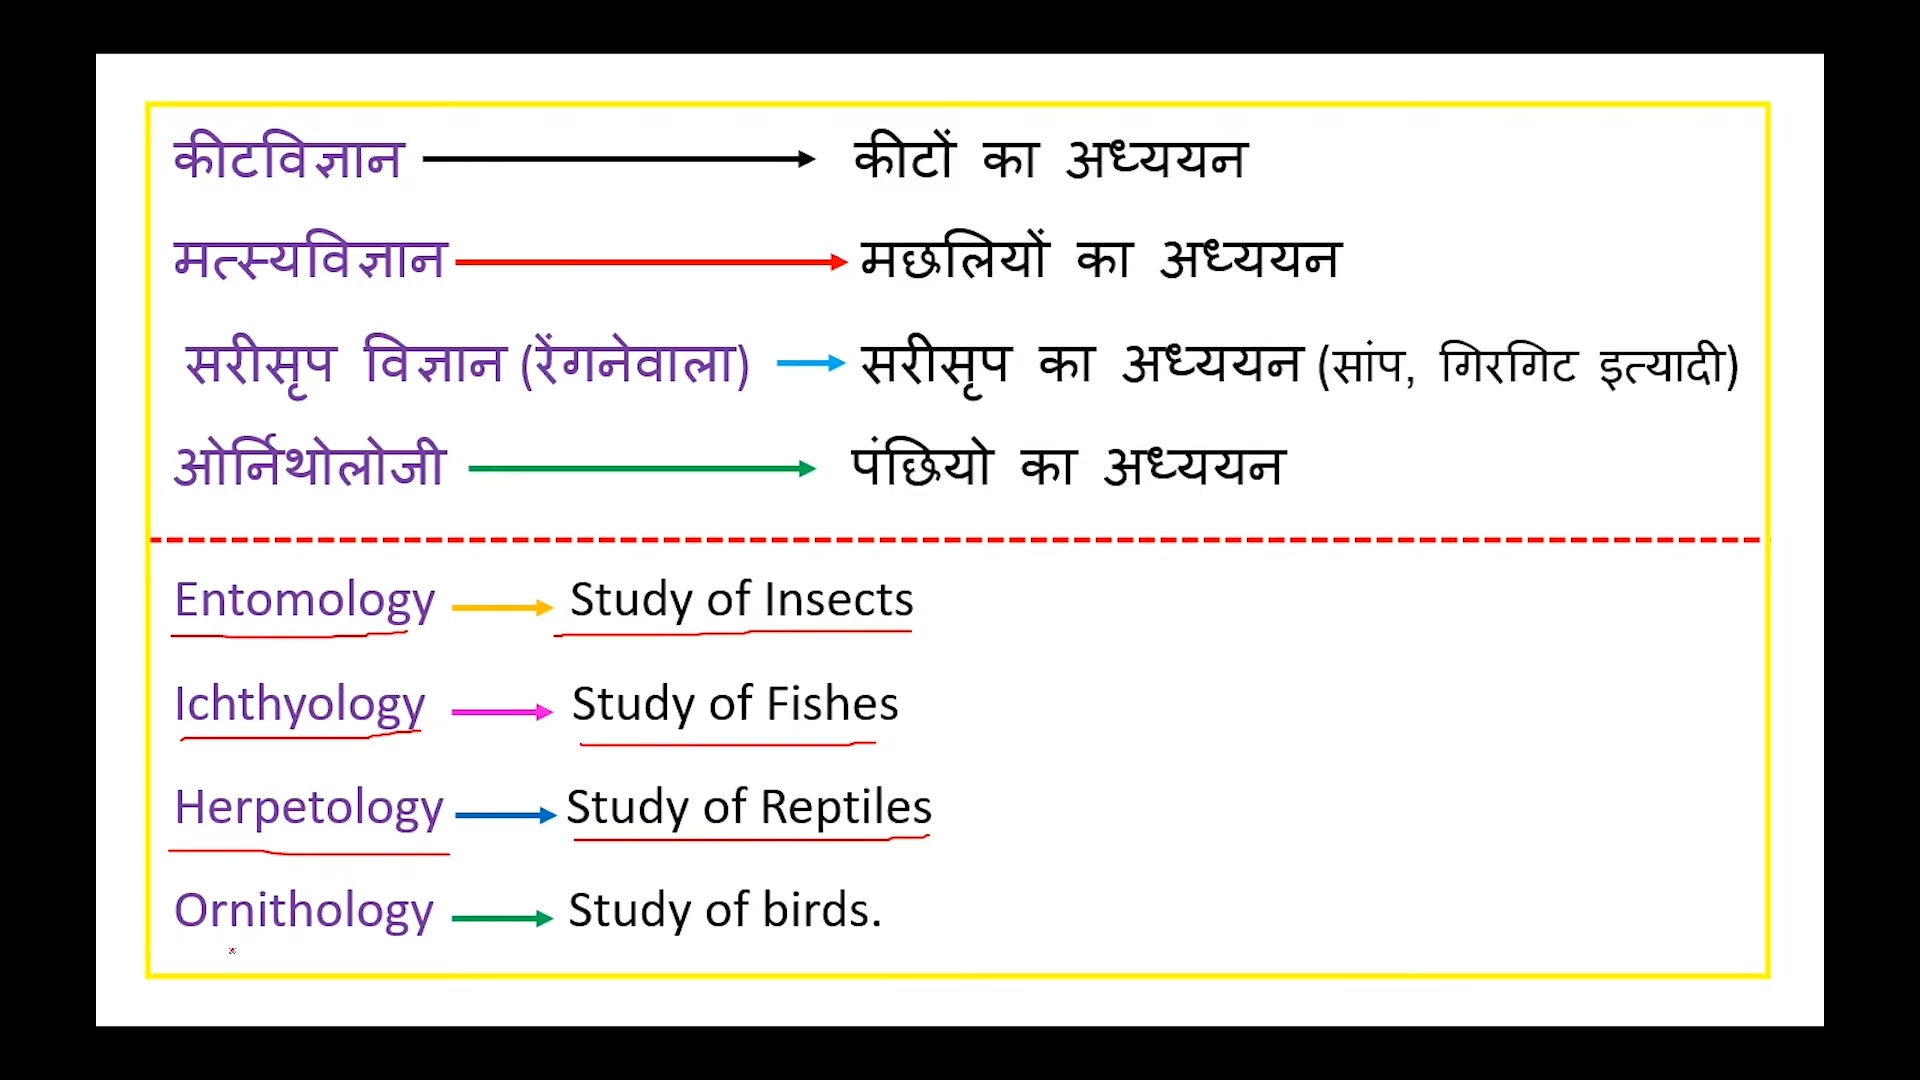 कीटविज्ञान कीटों का अध्ययन
मत्स्यविज्ञान मछलियों का अध्ययन
सरीसृप विज्ञान (रेंगनेवाला) सरीसृप का अध्ययन (सांप, गिरगिट इत्यादी)
ओर्निथोलोजी पंछियो का अध्ययन
Entomology Study of Insects
Ichthyology Study of Fishes
Herpetology Study of Reptiles
Ornithology Study of birds.